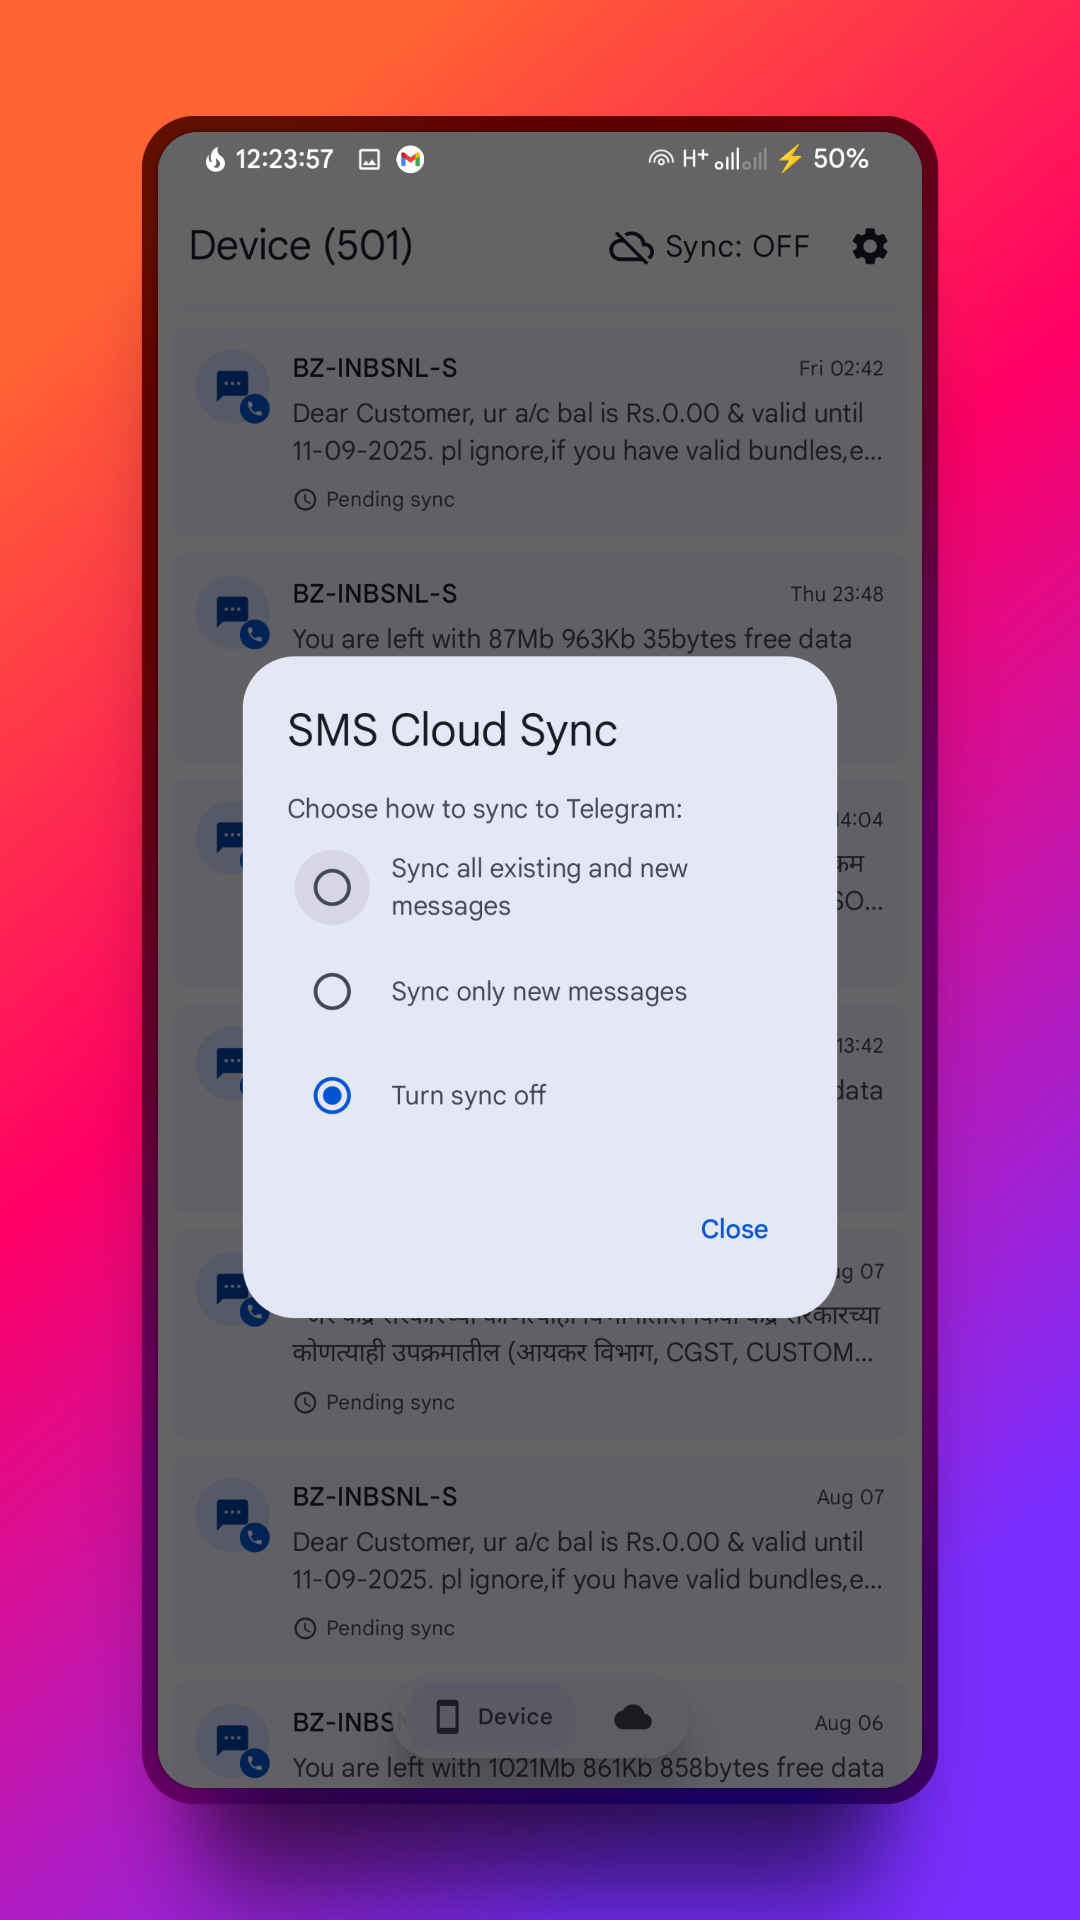 12:23:57 H+ 50%
Device (501) Sync: OFF
BZ-INBSNL-S Fri 02:42
Dear Customer, ur a/c bal is Rs.0.00 & valid until
11-09-2025. pl ignore,if you have valid bundles,e...
Pending sync
BZ-INBSNL-S Thu 23:48
You are left with 87Mb 963Kb 35bytes free data
SMS Cloud Sync
Choose how to sync to Telegram:
4:04
Sync all existing and new
messages
Sync only new messages
13:42
Turn sync off
data
Close
07
कोणत्याही उपक्रमातील (आयकर विभाग, CGST, CUSTOM...
Pending sync
BZ-INBSNL-S Aug 07
Dear Customer, ur a/c bal is Rs.0.00 & valid until
11-09-2025. pl ignore,if you have valid bundles,e...
Pending sync
BZ-INBS Aug 06
Device
You are left with 1021Mb 861Kb 858bytes free data